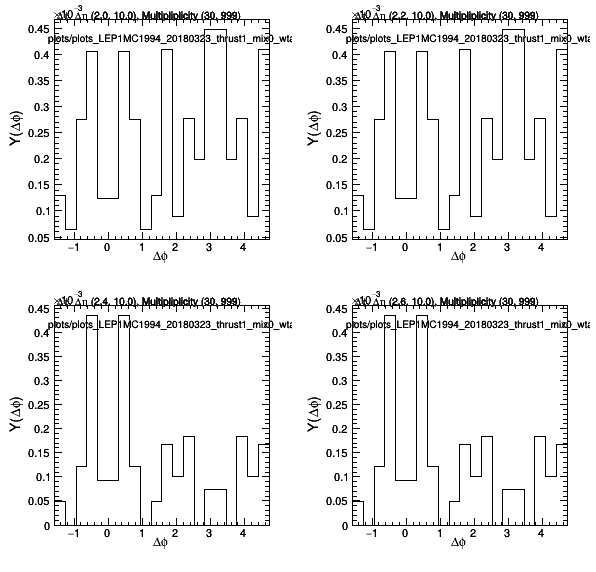 ×10⁻³ Δη (2.0, 10.0), Multipliplicity (30, 999)
plots/plots_LEP1MC1994_20180323_thrust1_mix0_wta
Y(Δϕ)
0.45
0.4
0.35
0.3
0.25
0.2
0.15
0.1
0.05
−1 0 1 2 3 4
Δϕ
×10⁻³ Δη (2.2, 10.0), Multipliplicity (30, 999)
plots/plots_LEP1MC1994_20180323_thrust1_mix0_wta
Y(Δϕ)
0.45
0.4
0.35
0.3
0.25
0.2
0.15
0.1
0.05
−1 0 1 2 3 4
Δϕ
×10⁻³ Δη (2.4, 10.0), Multipliplicity (30, 999)
plots/plots_LEP1MC1994_20180323_thrust1_mix0_wta
Y(Δϕ)
0.45
0.4
0.35
0.3
0.25
0.2
0.15
0.1
0.05
0
−1 0 1 2 3 4
Δϕ
×10⁻³ Δη (2.6, 10.0), Multipliplicity (30, 999)
plots/plots_LEP1MC1994_20180323_thrust1_mix0_wta
Y(Δϕ)
0.45
0.4
0.35
0.3
0.25
0.2
0.15
0.1
0.05
0
−1 0 1 2 3 4
Δϕ